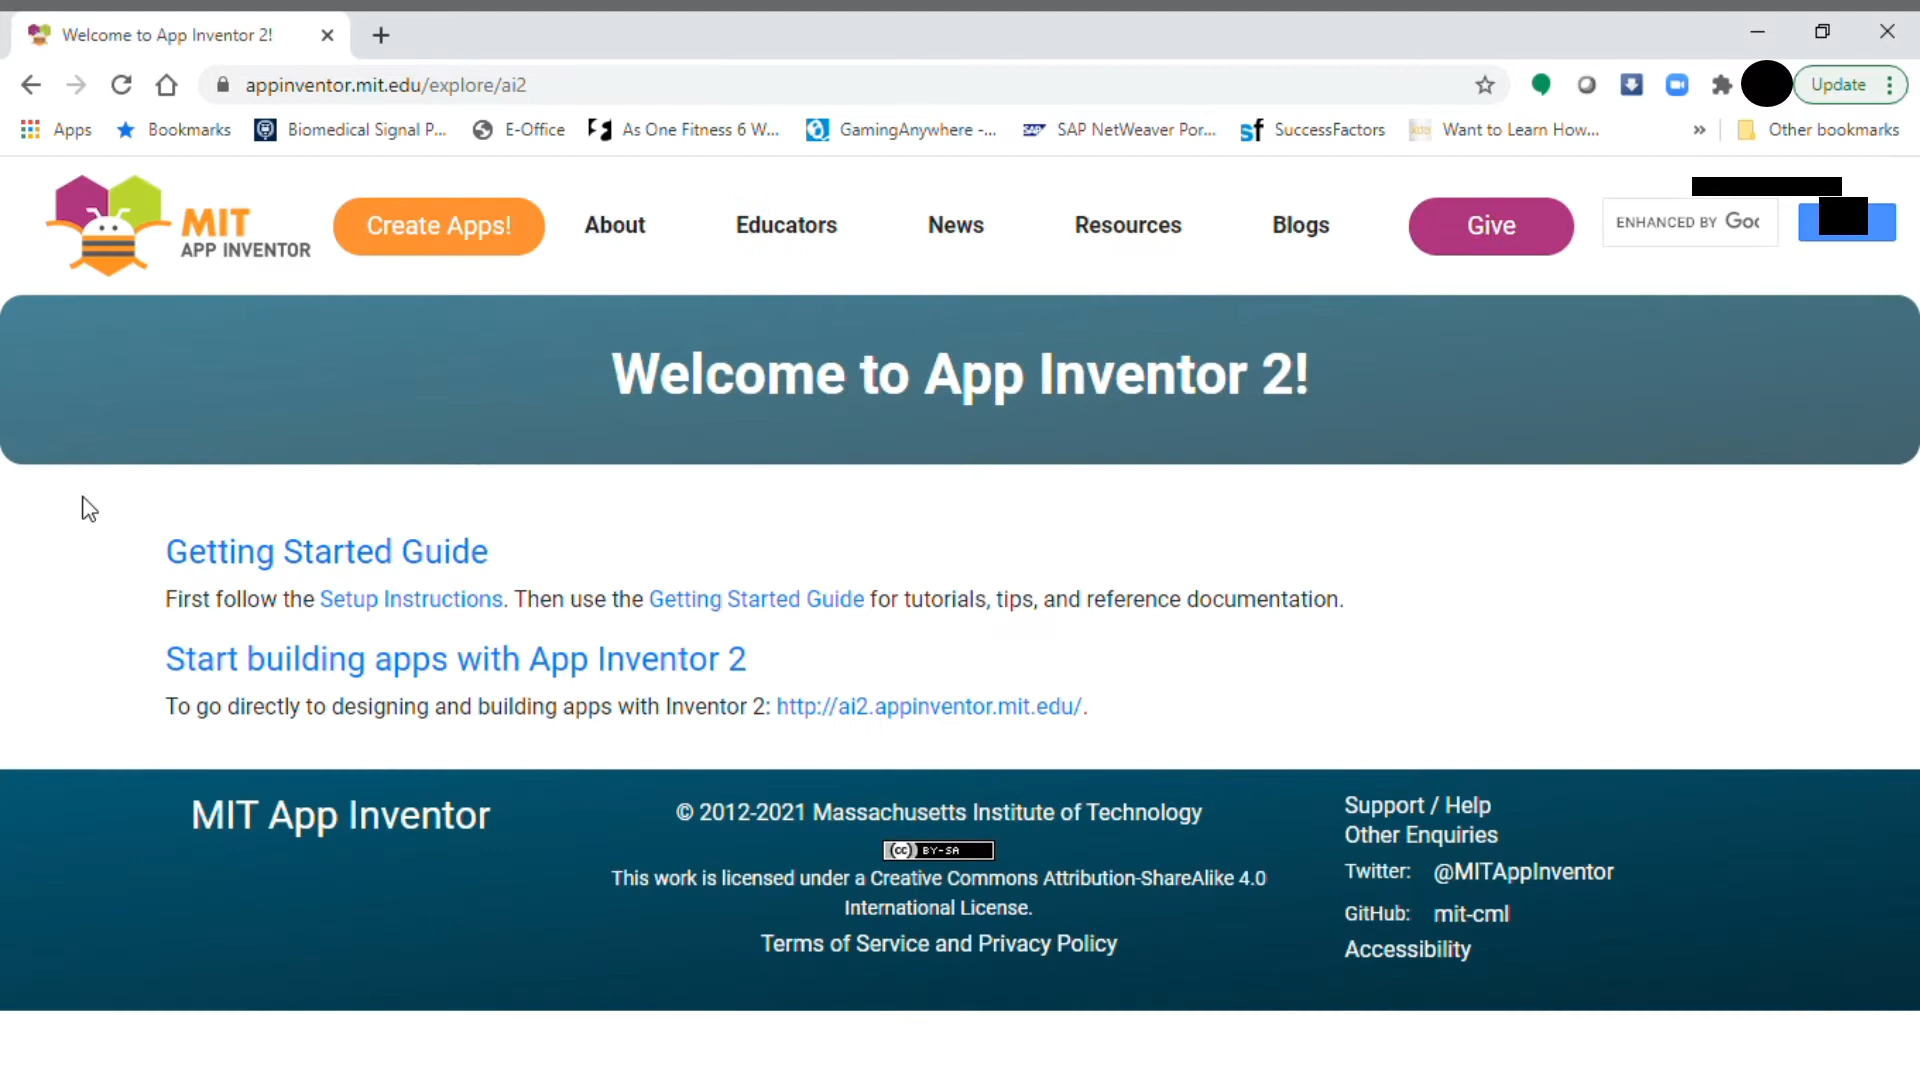 Welcome to App Inventor 2!
appinventor.mit.edu/explore/ai2
Update
Apps
Bookmarks
Biomedical Signal P...
E-Office
As One Fitness 6 W...
GamingAnywhere -...
SAP NetWeaver Por...
SuccessFactors
Want to Learn How...
»
Other bookmarks
MIT
APP INVENTOR
Create Apps!
About
Educators
News
Resources
Blogs
Give
ENHANCED BY Goo
Welcome to App Inventor 2!
Getting Started Guide
First follow the Setup Instructions. Then use the Getting Started Guide for tutorials, tips, and reference documentation.
Start building apps with App Inventor 2
To go directly to designing and building apps with Inventor 2: http://ai2.appinventor.mit.edu/.
MIT App Inventor
© 2012-2021 Massachusetts Institute of Technology
(cc) BY-SA
This work is licensed under a Creative Commons Attribution-ShareAlike 4.0
International License.
Terms of Service and Privacy Policy
Support / Help
Other Enquiries
Twitter: @MITAppInventor
GitHub: mit-cml
Accessibility